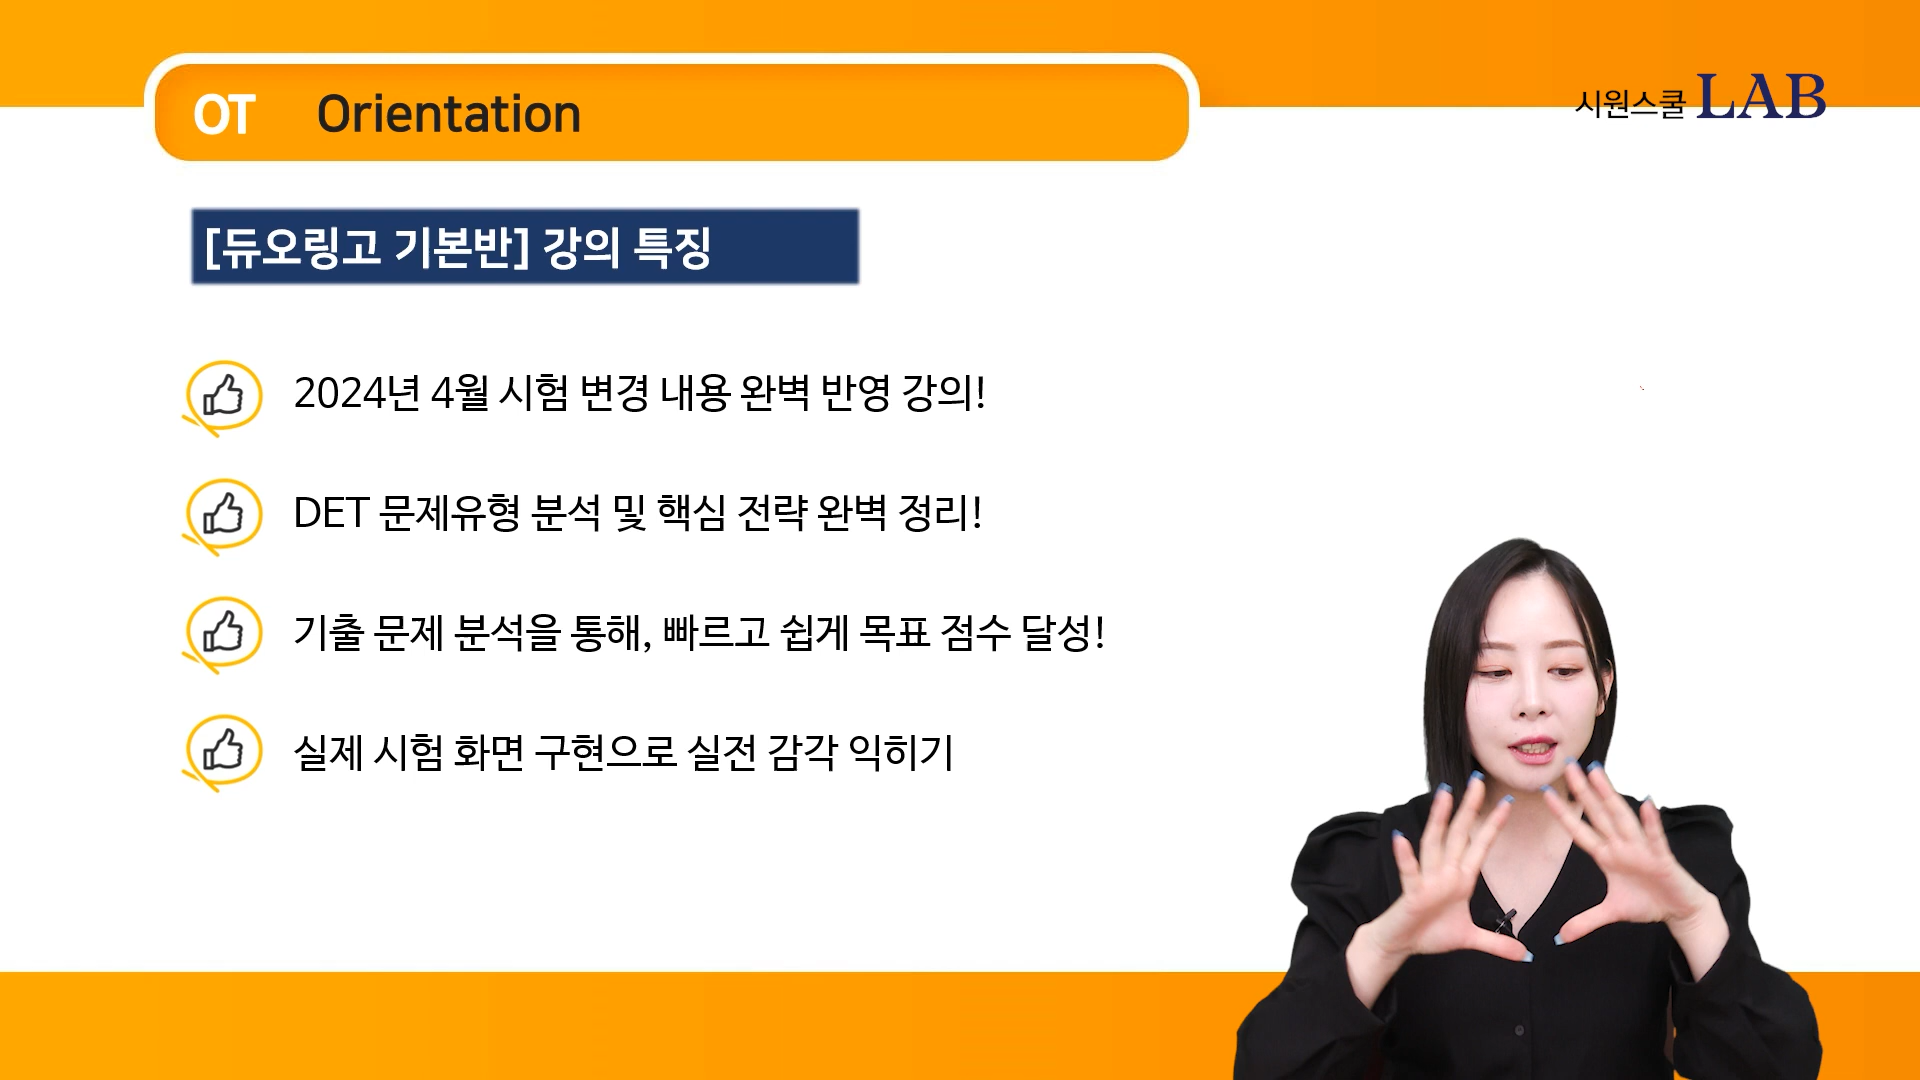 OT Orientation
시원스쿨 LAB
[듀오링고 기본반] 강의 특징
2024년 4월 시험 변경 내용 완벽 반영 강의!
DET 문제유형 분석 및 핵심 전략 완벽 정리!
기출 문제 분석을 통해, 빠르고 쉽게 목표 점수 달성!
실제 시험 화면 구현으로 실전 감각 익히기